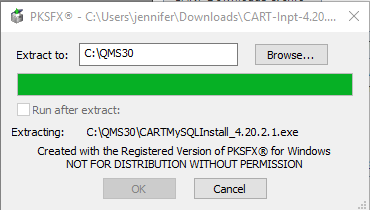 PKSFX® - C:\Users\jennifer\Downloads\CART-Inpt-4.20....
Extract to:
C:\QMS30
Browse...
Run after extract:
Extracting:
C:\QMS30\CARTMySQLInstall_4.20.2.1.exe
Created with the Registered Version of PKSFX® for Windows
NOT FOR DISTRIBUTION WITHOUT PERMISSION
OK
Cancel